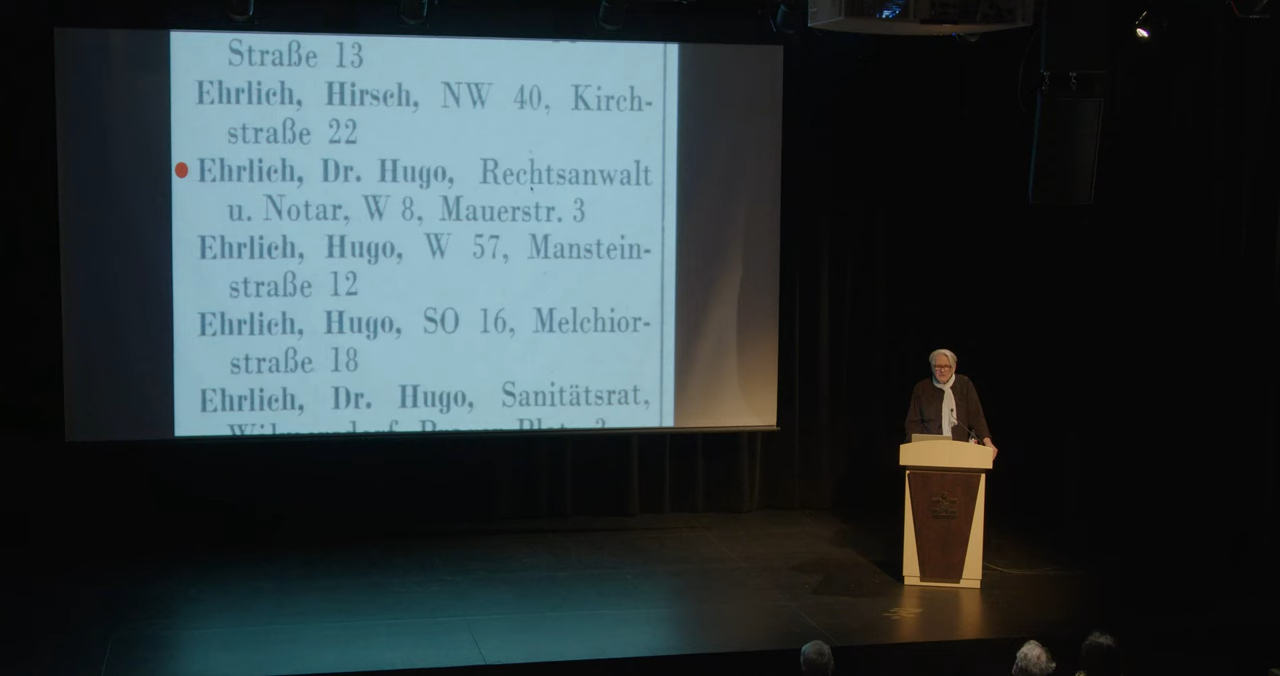 Straße 13
Ehrlich, Hirsch, NW 40, Kirch-
straße 22
Ehrlich, Dr. Hugo, Rechtsanwalt
u. Notar, W 8, Mauerstr. 3
Ehrlich, Hugo, W 57, Manstein-
straße 12
Ehrlich, Hugo, SO 16, Melchior-
straße 18
Ehrlich, Dr. Hugo, Sanitätsrat,